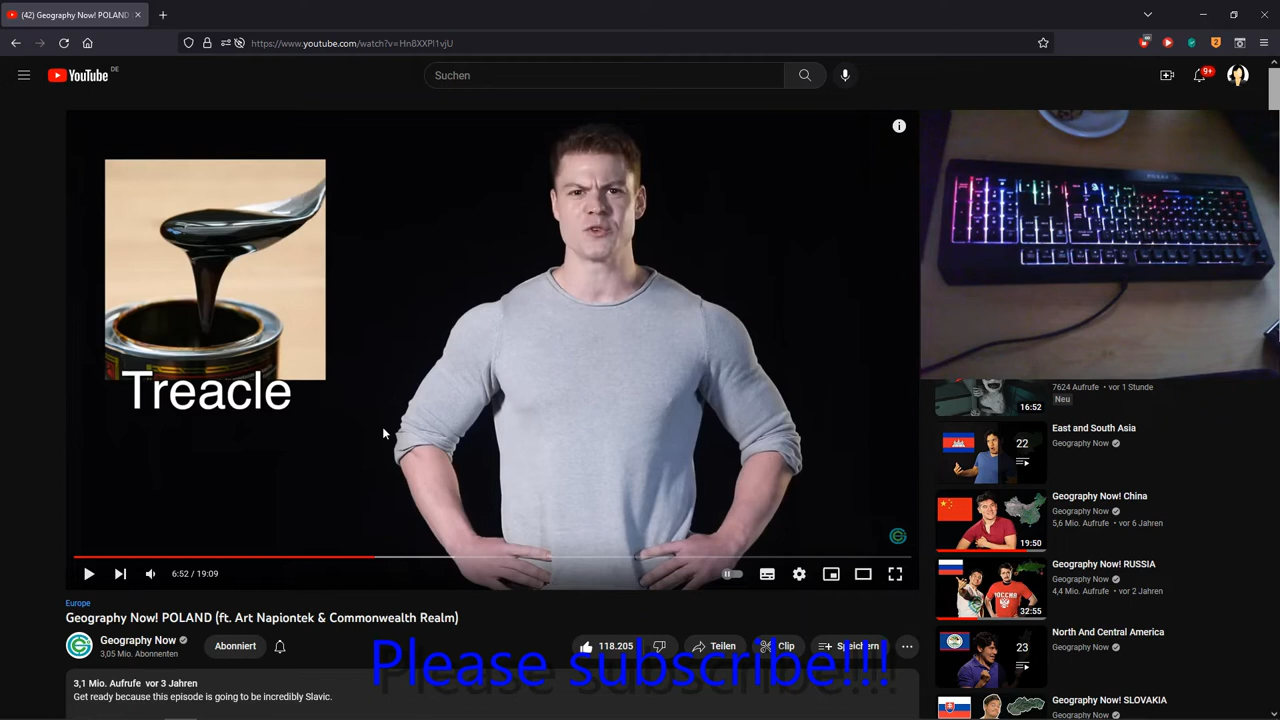 (42) Geography Now! POLAND
https://www.youtube.com/watch?v=Hn8XXPl1vjU
YouTube DE
Suchen
9+
Treacle
6:52 / 19:09
Europe
Geography Now! POLAND (ft. Art Napiontek & Commonwealth Realm)
Geography Now
3,05 Mio. Abonnenten
Abonniert
118.205
Teilen
Clip
Speichern
Please subscribe!!!
3,1 Mio. Aufrufe vor 3 Jahren
Get ready because this episode is going to be incredibly Slavic.
7624 Aufrufe • vor 1 Stunde
Neu
16:52
East and South Asia
Geography Now
22
Geography Now! China
Geography Now
5,6 Mio. Aufrufe • vor 6 Jahren
19:50
Geography Now! RUSSIA
Geography Now
4,4 Mio. Aufrufe • vor 2 Jahren
32:55
North And Central America
Geography Now
23
Geography Now! SLOVAKIA
Geography Now